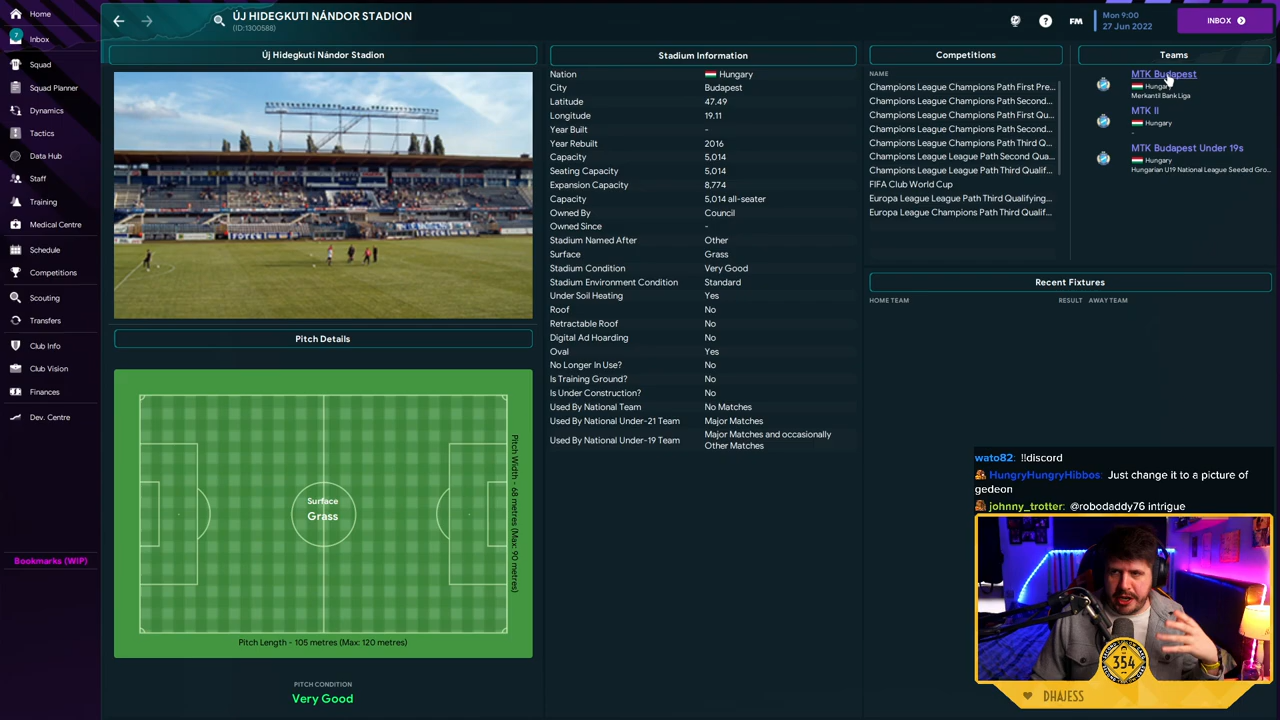 Home
7
Inbox
Squad
Squad Planner
Dynamics
Tactics
Data Hub
Staff
Training
Medical Centre
Schedule
Competitions
Scouting
Transfers
Club Info
Club Vision
Finances
Dev. Centre
Bookmarks (WIP)
ÚJ HIDEGKUTI NÁNDOR STADION
(ID:1300588)
FM
Mon 9:00
27 Jun 2022
INBOX
Új Hidegkuti Nándor Stadion
Pitch Details
Surface
Grass
Pitch Width - 68 metres (Max: 90 metres)
Pitch Length - 105 metres (Max: 120 metres)
PITCH CONDITION
Very Good
Stadium Information
Nation Hungary
City Budapest
Latitude 47.49
Longitude 19.11
Year Built -
Year Rebuilt 2016
Capacity 5,014
Seating Capacity 5,014
Expansion Capacity 8,774
Capacity 5,014 all-seater
Owned By Council
Owned Since -
Stadium Named After Other
Surface Grass
Stadium Condition Very Good
Stadium Environment Condition Standard
Under Soil Heating Yes
Roof No
Retractable Roof No
Digital Ad Hoarding No
Oval Yes
No Longer In Use? No
Is Training Ground? No
Is Under Construction? No
Used By National Team No Matches
Used By National Under-21 Team Major Matches
Used By National Under-19 Team Major Matches and occasionally
Other Matches
Competitions
NAME
Champions League Champions Path First Pre...
Champions League Champions Path Second...
Champions League Champions Path First Qu...
Champions League Champions Path Second...
Champions League Champions Path Third Q...
Champions League League Path Second Qua...
Champions League League Path Third Qualif...
FIFA Club World Cup
Europa League League Path Third Qualifying...
Europa League Champions Path Third Qualif...
Teams
MTK Budapest
Hungary
Merkantil Bank Liga
MTK II
Hungary
-
MTK Budapest Under 19s
Hungary
Hungarian U19 National League Seeded Gro...
Recent Fixtures
HOME TEAM RESULT AWAY TEAM
wato82: !!discord
HungryHungryHibbos: Just change it to a picture of
gedeon
johnny_trotter: @robodaddy76 intrigue
354
DHAJESS